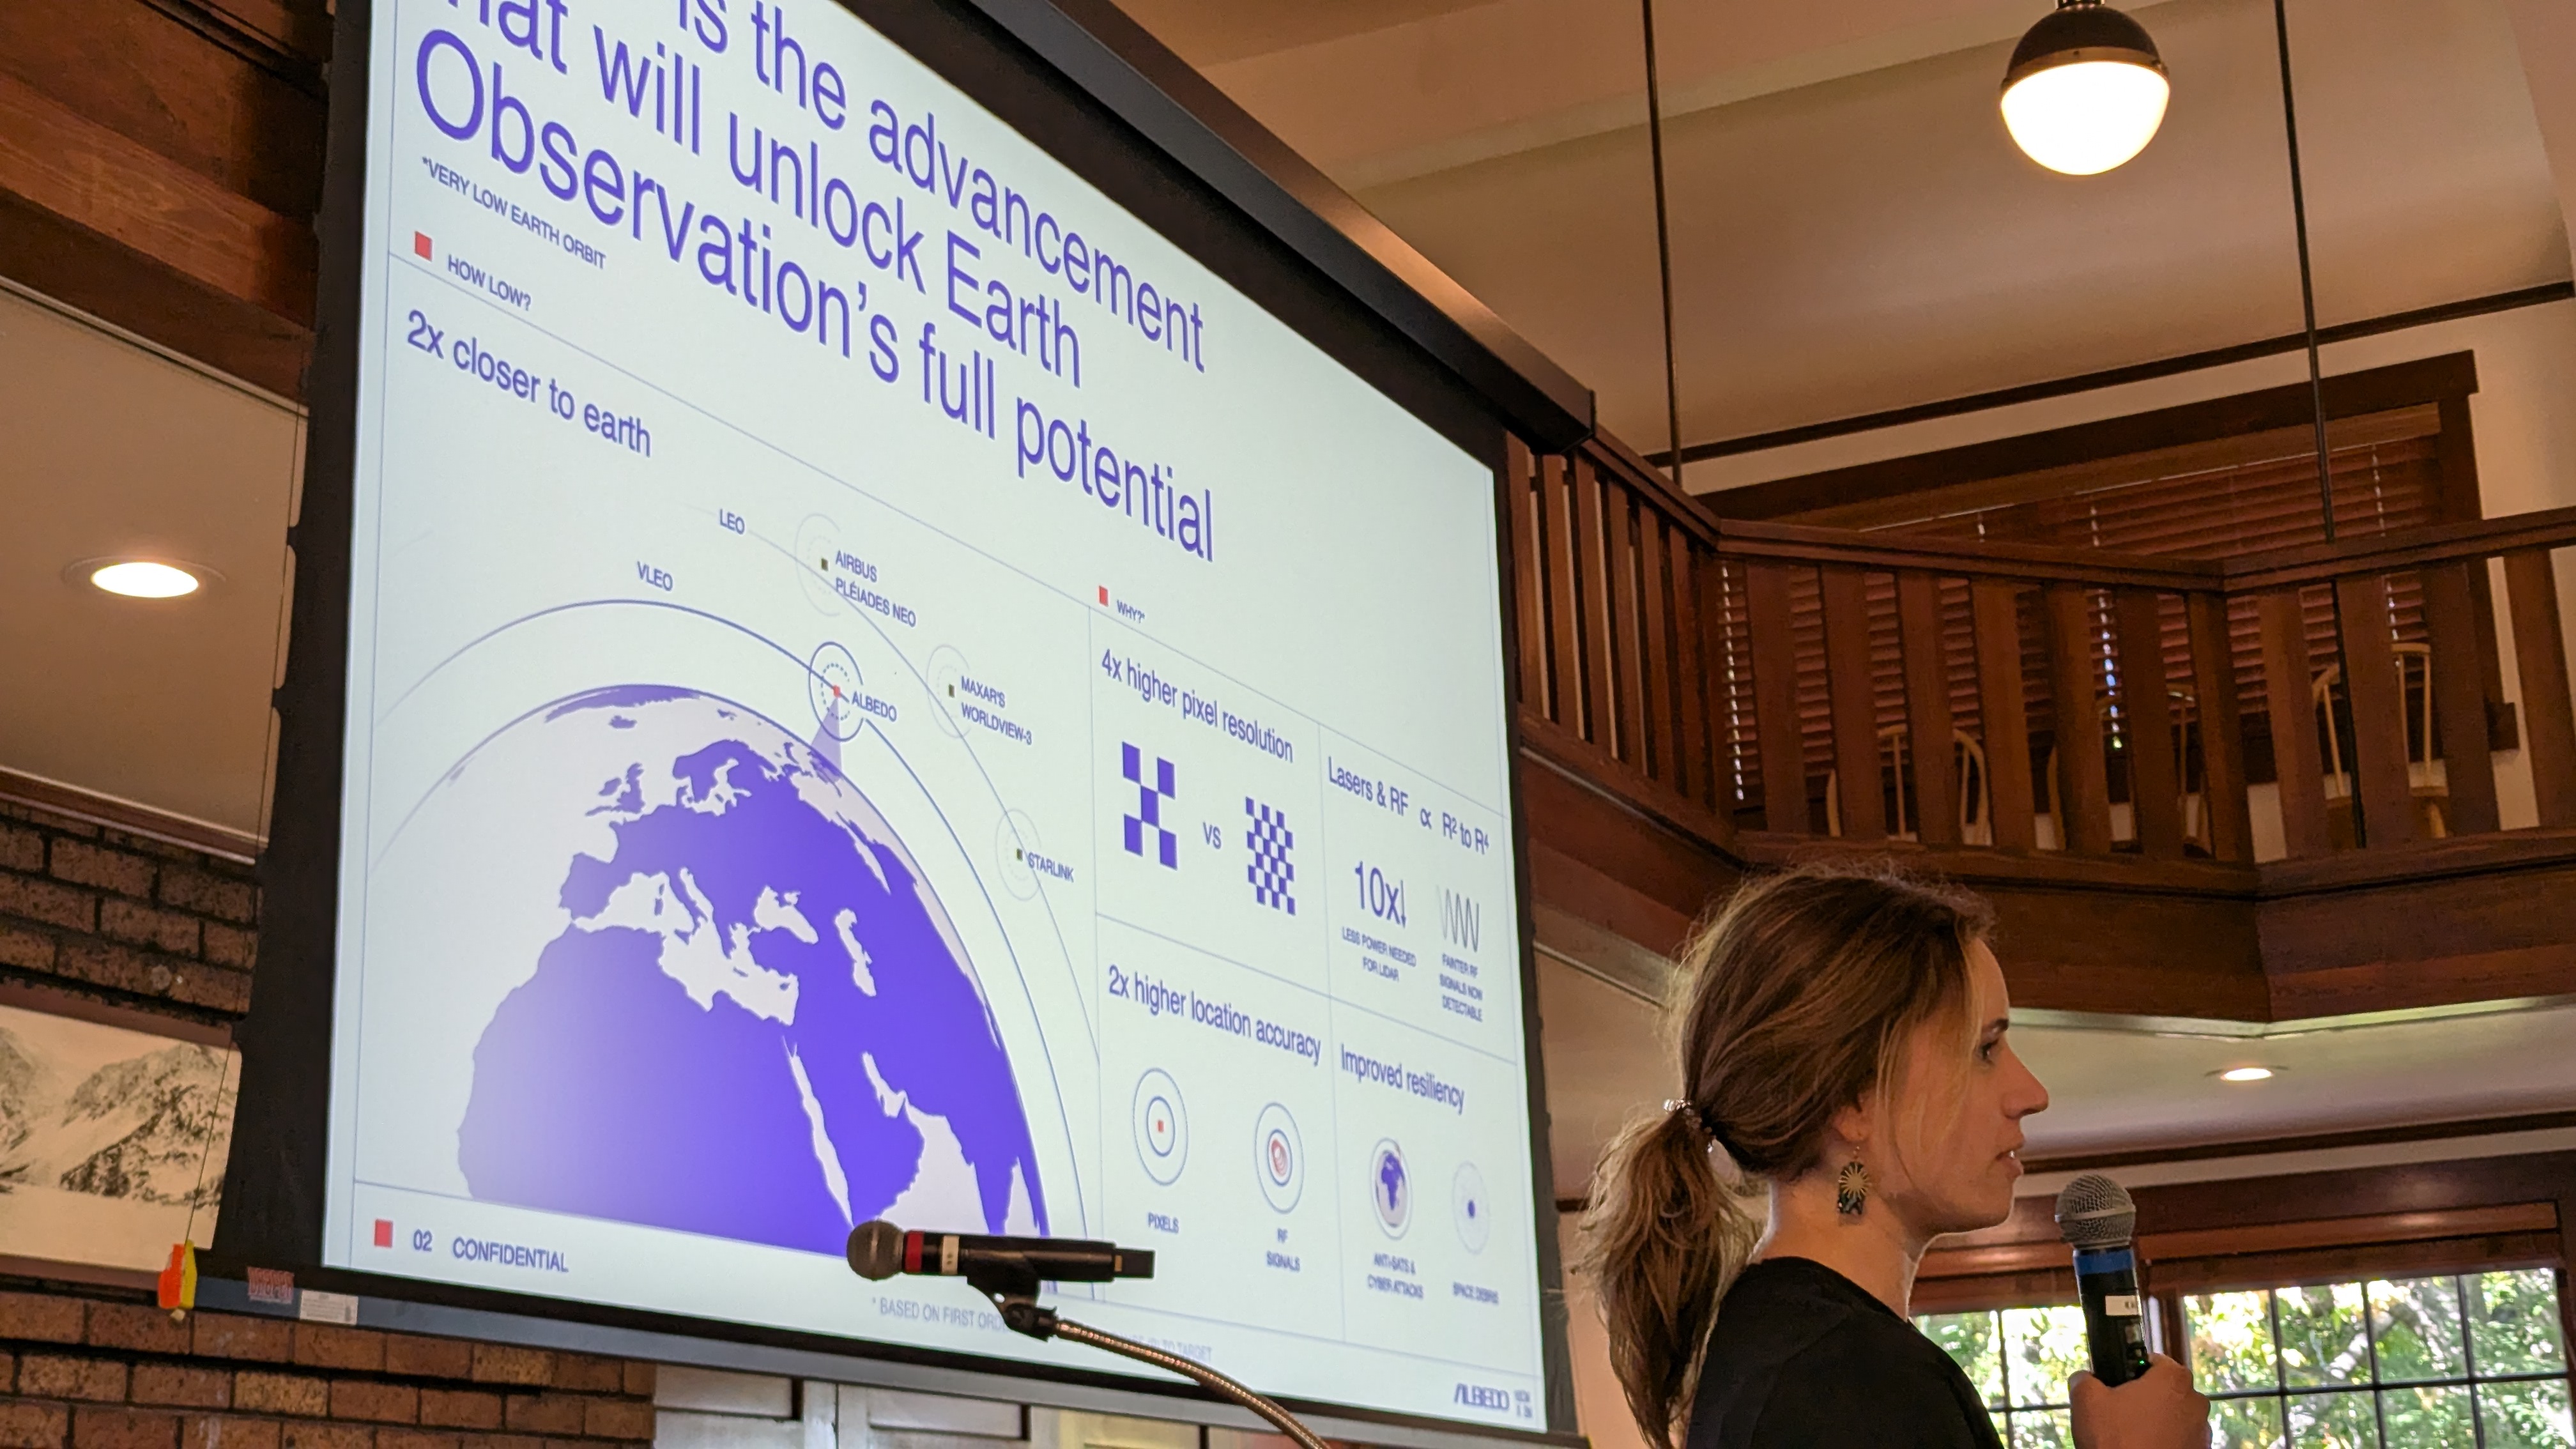 is the advancement
hat will unlock Earth
Observation's full potential
*VERY LOW EARTH ORBIT
HOW LOW?
2x closer to earth
LEO
AIRBUS
PLÉIADES NEO
VLEO
ALBEDO
MAXAR'S
WORLDVIEW-3
STARLINK
WHY?*
4x higher pixel resolution
VS
Lasers & RF ∝ R² to R⁴
10x↓
LESS POWER NEEDED
FOR LIDAR
FAINTER RF
SIGNALS NOW
DETECTABLE
2x higher location accuracy
PIXELS
RF
SIGNALS
Improved resiliency
ANTI-SATS &
CYBER ATTACKS
SPACE DEBRIS
02 CONFIDENTIAL
* BASED ON FIRST
TO TARGET
ALBEDO